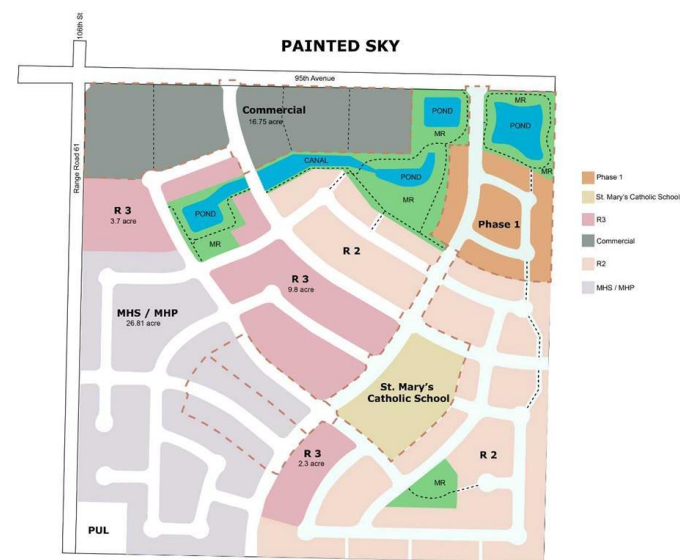 106th St
PAINTED SKY
95th Avenue
Commercial
16.75 acre
POND
MR
MR
POND
MR
Range Road 61
CANAL
POND
MR
R 3
3.7 acre
POND
MR
Phase 1
R 2
R 3
9.8 acre
MHS / MHP
26.81 acre
St. Mary's
Catholic School
R 3
2.3 acre
R 2
MR
PUL
Phase 1
St. Mary's Catholic School
R3
Commercial
R2
MHS / MHP